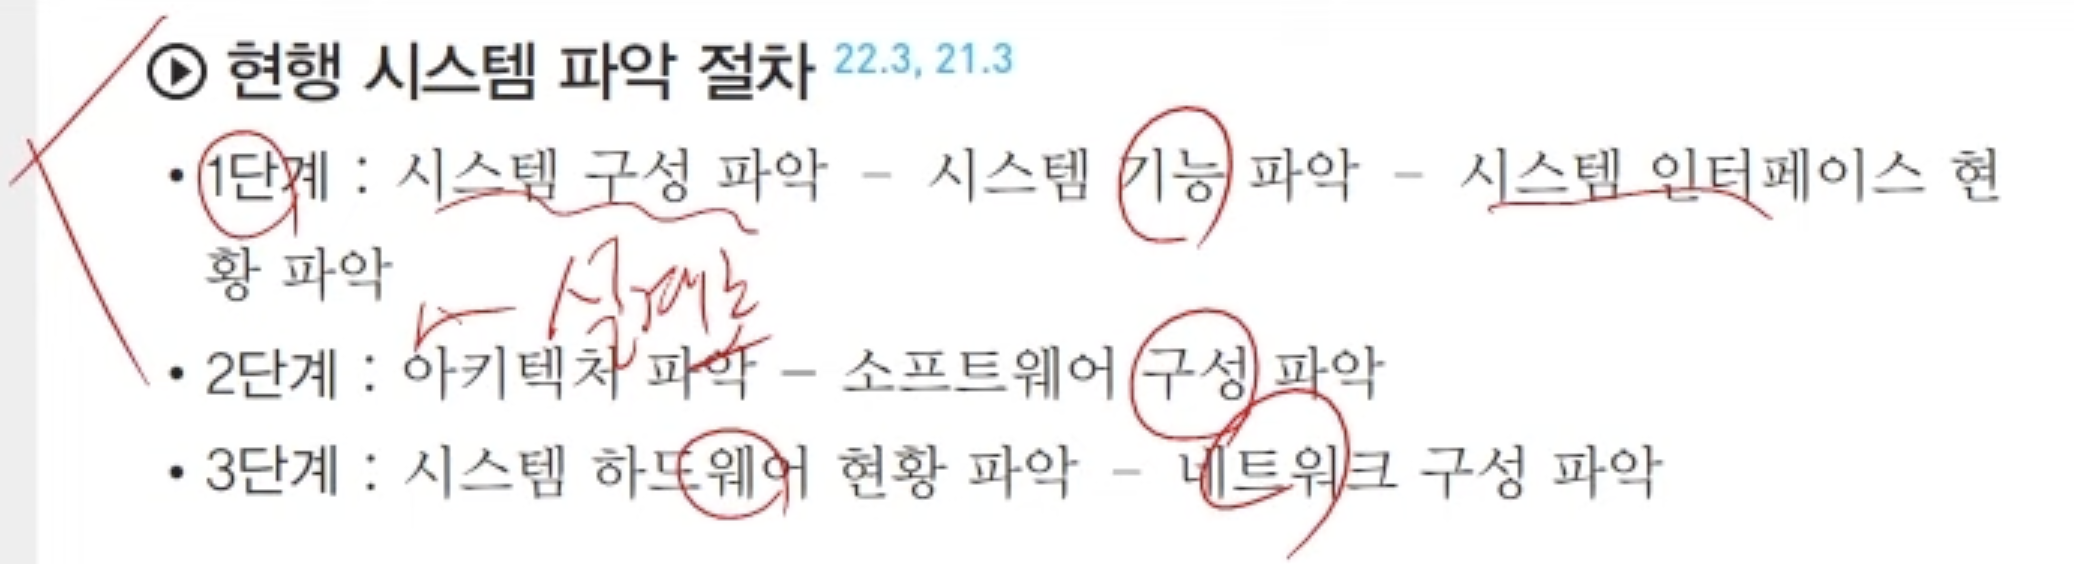 현행 시스템 파악 절차 22.3, 21.3
• 1단계 : 시스템 구성 파악 – 시스템 기능 파악 – 시스템 인터페이스 현
황 파악
• 2단계 : 아키텍처 파악 – 소프트웨어 구성 파악
• 3단계 : 시스템 하드웨어 현황 파악 – 네트워크 구성 파악